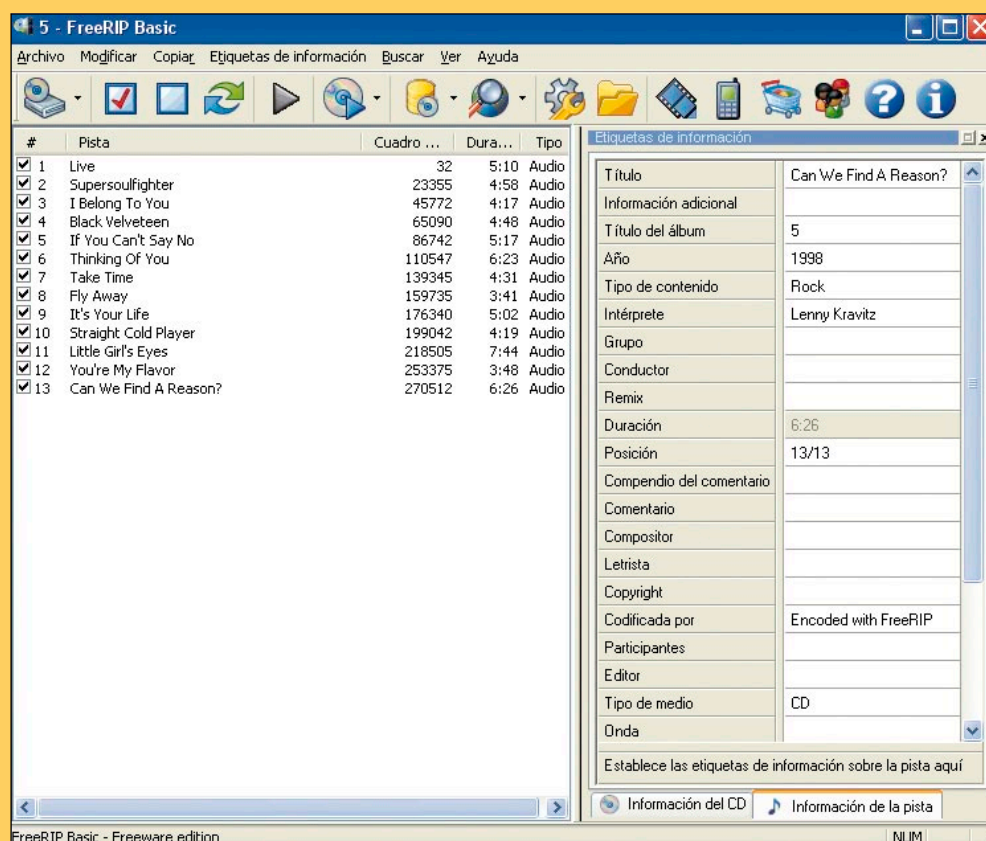 5 - FreeRIP Basic
Archivo Modificar Copiar Etiquetas de información Buscar Ver Ayuda
# Pista Cuadro ... Dura... Tipo
1 Live 32 5:10 Audio
2 Supersoulfighter 23355 4:58 Audio
3 I Belong To You 45772 4:17 Audio
4 Black Velveteen 65090 4:48 Audio
5 If You Can't Say No 86742 5:17 Audio
6 Thinking Of You 110547 6:23 Audio
7 Take Time 139345 4:31 Audio
8 Fly Away 159735 3:41 Audio
9 It's Your Life 176340 5:02 Audio
10 Straight Cold Player 199042 4:19 Audio
11 Little Girl's Eyes 218505 7:44 Audio
12 You're My Flavor 253375 3:48 Audio
13 Can We Find A Reason? 270512 6:26 Audio
Etiquetas de información
Título Can We Find A Reason?
Información adicional
Título del álbum 5
Año 1998
Tipo de contenido Rock
Intérprete Lenny Kravitz
Grupo
Conductor
Remix
Duración 6:26
Posición 13/13
Compendio del comentario
Comentario
Compositor
Letrista
Copyright
Codificada por Encoded with FreeRIP
Participantes
Editor
Tipo de medio CD
Onda
Establece las etiquetas de información sobre la pista aquí
Información del CD Información de la pista
FreeRIP Basic - Freeware edition NUM